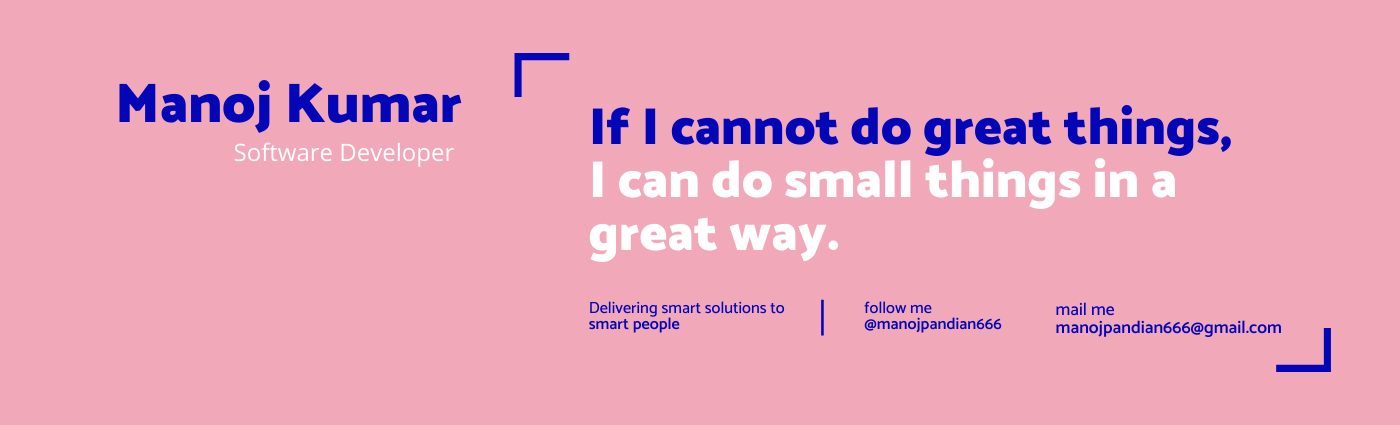 Manoj Kumar
Software Developer
If I cannot do great things,
I can do small things in a
great way.
Delivering smart solutions to
smart people
follow me
@manojpandian666
mail me
manojpandian666@gmail.com